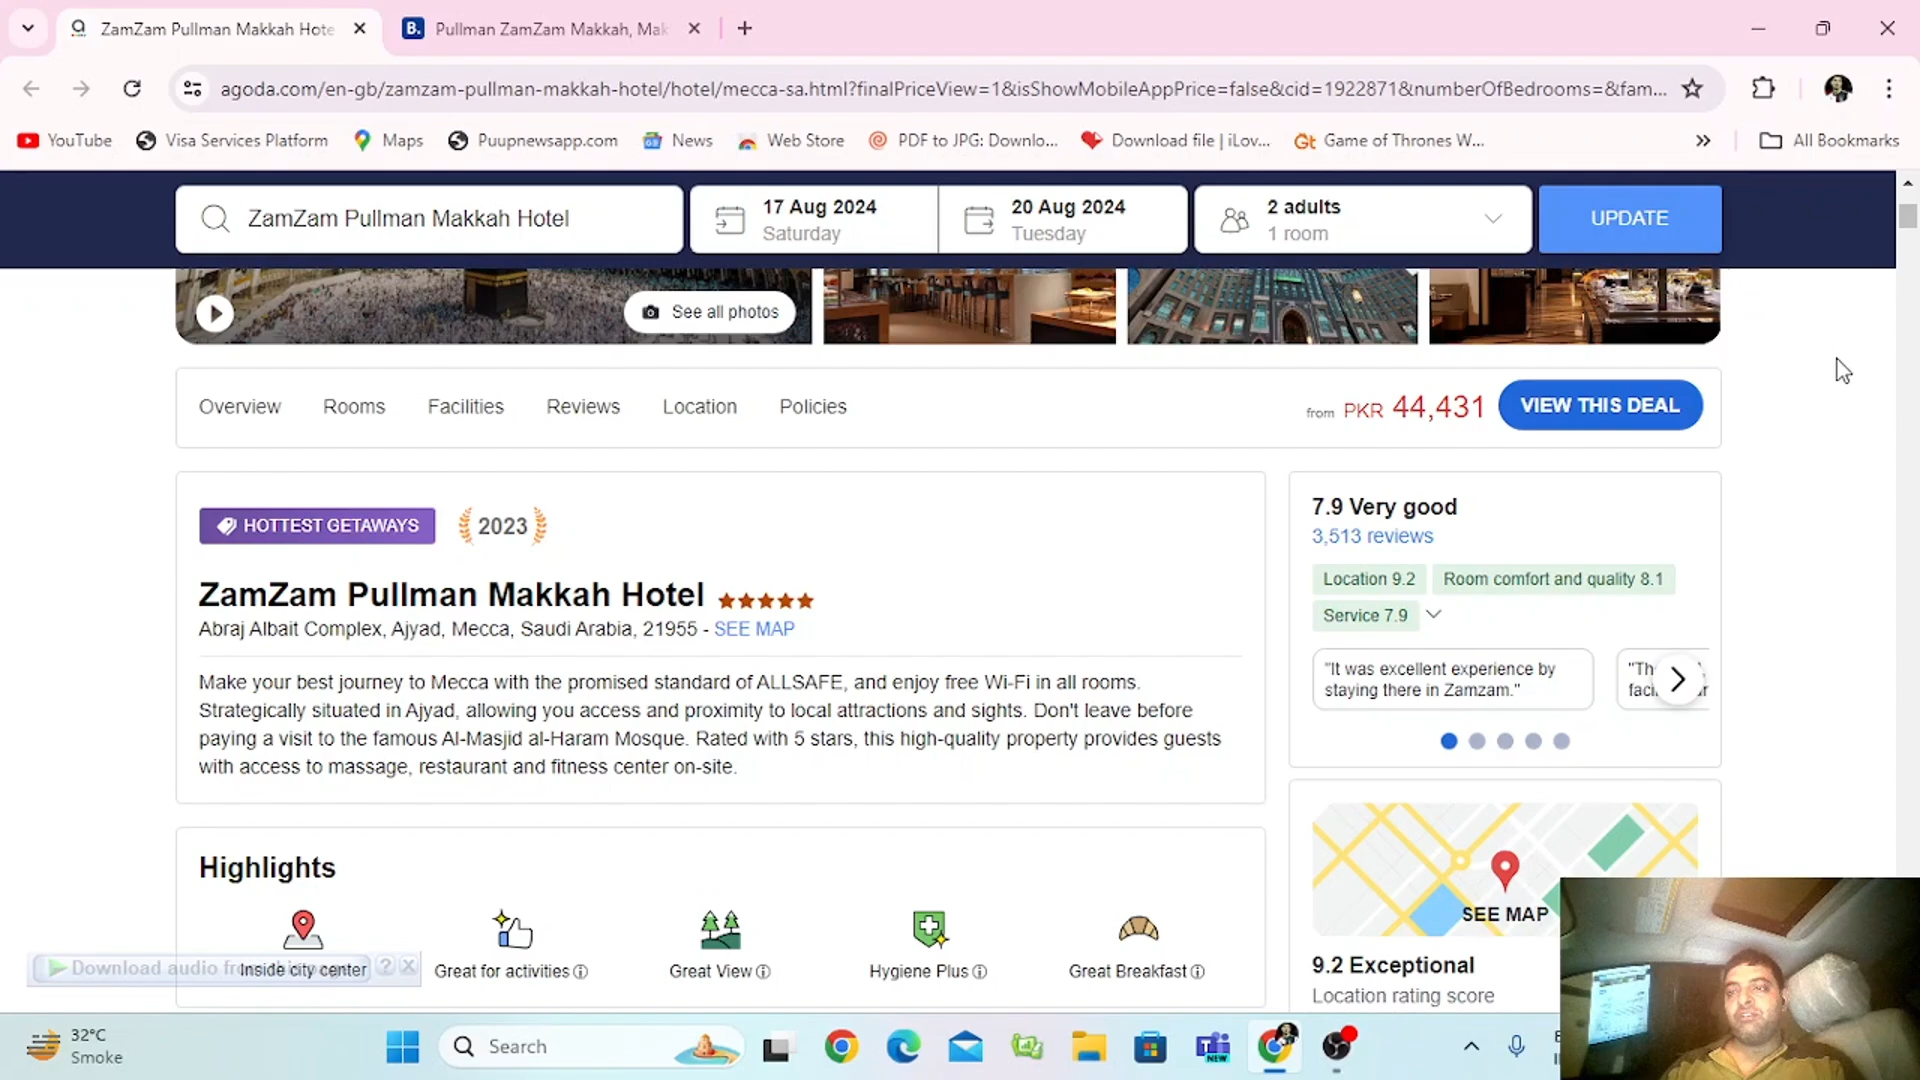 ZamZam Pullman Makkah Hote
B. Pullman ZamZam Makkah, Mak
agoda.com/en-gb/zamzam-pullman-makkah-hotel/hotel/mecca-sa.html?finalPriceView=1&isShowMobileAppPrice=false&cid=1922871&numberOfBedrooms=&fam...
YouTube Visa Services Platform Maps Puupnewsapp.com News Web Store PDF to JPG: Downlo... Download file | iLov... Gt Game of Thrones W... All Bookmarks
ZamZam Pullman Makkah Hotel
17 Aug 2024
Saturday
20 Aug 2024
Tuesday
2 adults
1 room
UPDATE
See all photos
Overview Rooms Facilities Reviews Location Policies
from PKR 44,431
VIEW THIS DEAL
HOTTEST GETAWAYS
2023
ZamZam Pullman Makkah Hotel
Abraj Albait Complex, Ajyad, Mecca, Saudi Arabia, 21955 - SEE MAP
Make your best journey to Mecca with the promised standard of ALLSAFE, and enjoy free Wi-Fi in all rooms.
Strategically situated in Ajyad, allowing you access and proximity to local attractions and sights. Don't leave before
paying a visit to the famous Al-Masjid al-Haram Mosque. Rated with 5 stars, this high-quality property provides guests
with access to massage, restaurant and fitness center on-site.
7.9 Very good
3,513 reviews
Location 9.2
Room comfort and quality 8.1
Service 7.9
"It was excellent experience by
staying there in Zamzam."
"Th
faci
SEE MAP
9.2 Exceptional
Location rating score
Highlights
Inside city center
Great for activities
Great View
Hygiene Plus
Great Breakfast
Download audio
32°C
Smoke
Search
NEW